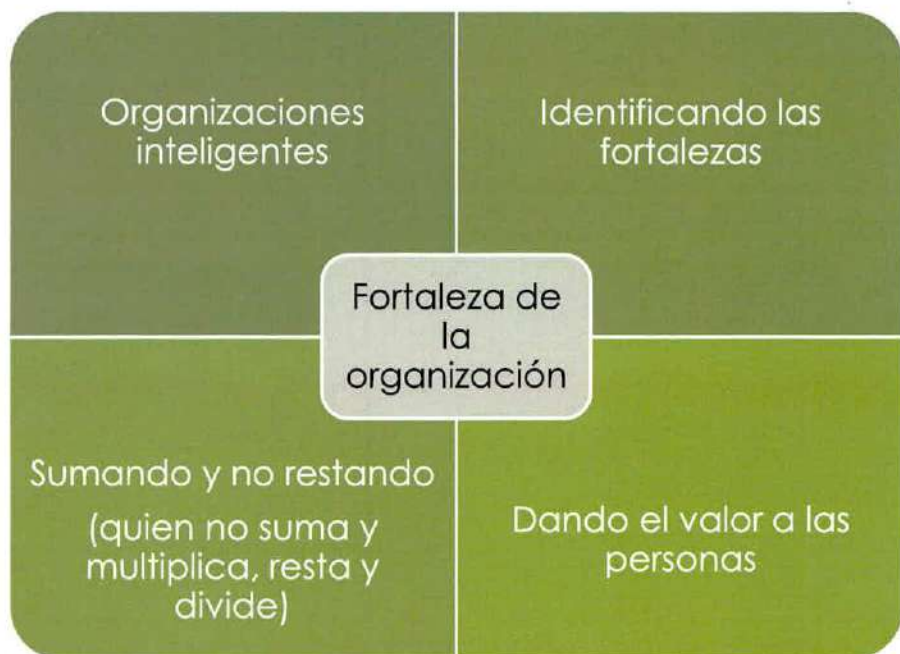 Organizaciones
inteligentes
Identificando las
fortalezas
Fortaleza de
la
organización
Sumando y no restando
(quien no suma y
multiplica, resta y
divide)
Dando el valor a las
personas